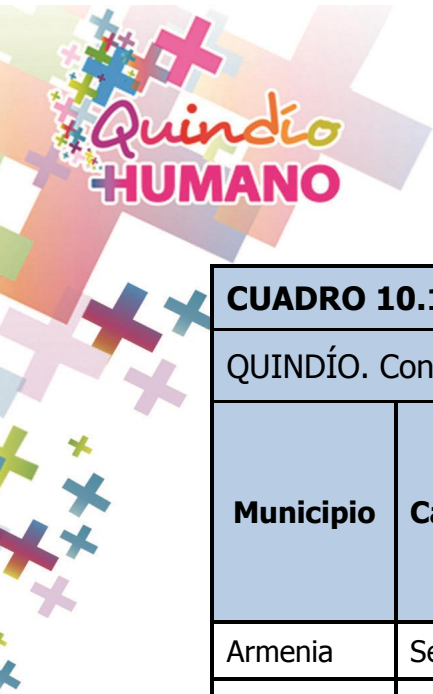 Quindío
HUMANO
CUADRO 10.
QUINDÍO. Con
Municipio
Armenia